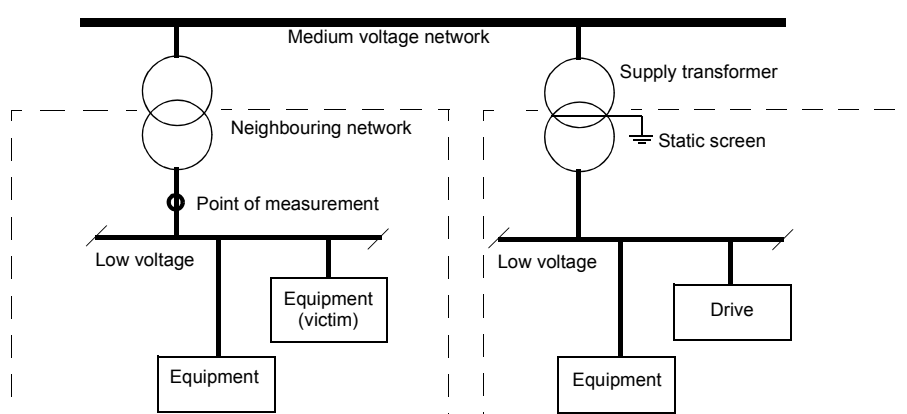 Medium voltage network
Supply transformer
Neighbouring network
Static screen
Point of measurement
Low voltage
Low voltage
Equipment
(victim)
Drive
Equipment
Equipment